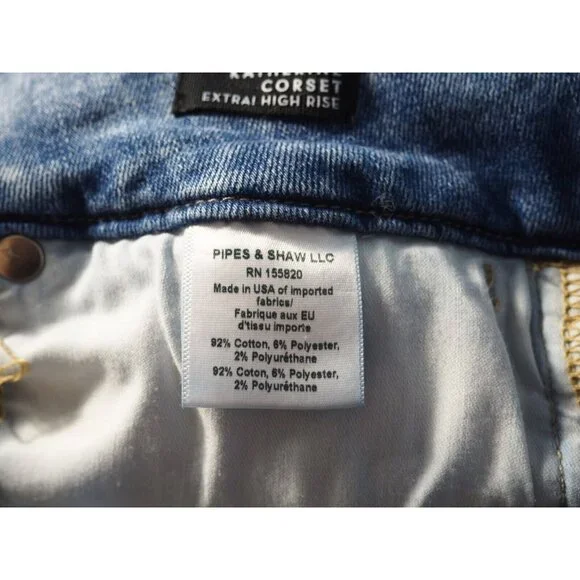 KATHERINE
CORSET
EXTRA! HIGH RISE
PIPES & SHAW LLC
RN 155820
Made in USA of imported
fabrics/
Fabrique aux EU
d'tissu importe
92% Cotton, 6% Polyester,
2% Polyuréthane
92% Coton, 6% Polyester,
2% Polyuréthane